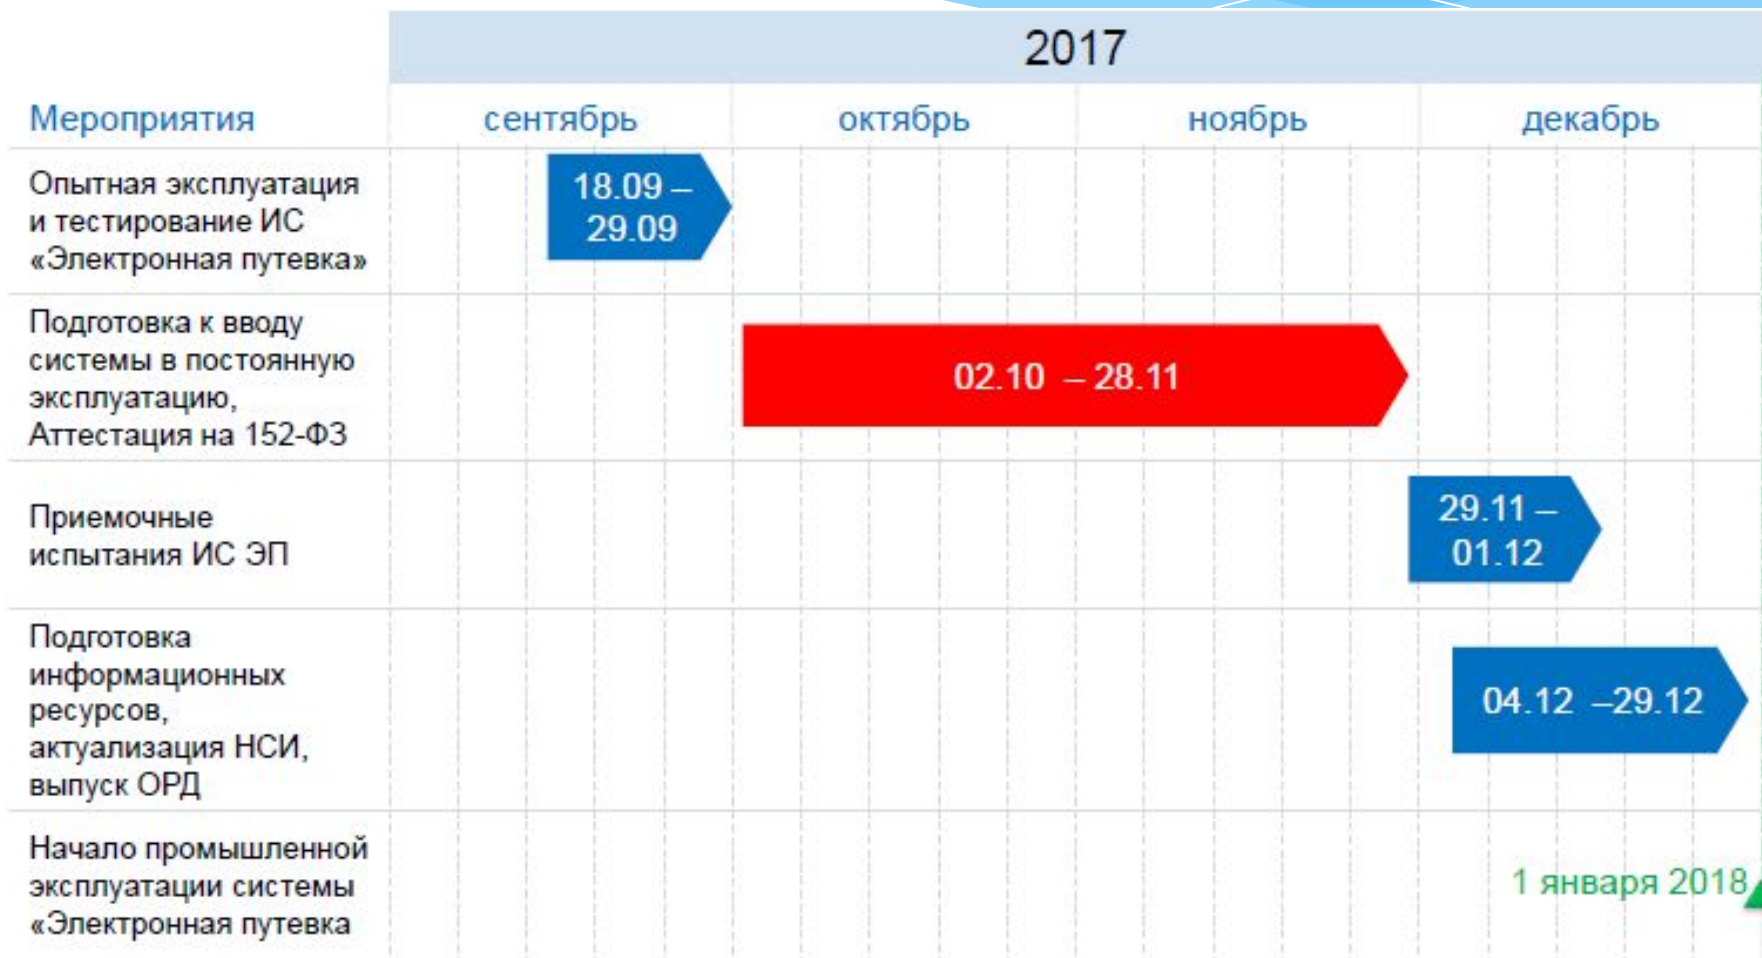 2017
Мероприятия сентябрь октябрь ноябрь декабрь
Опытная эксплуатация
и тестирование ИС
«Электронная путевка»
18.09 –
29.09
Подготовка к вводу
системы в постоянную
эксплуатацию,
Аттестация на 152-ФЗ
02.10 – 28.11
Приемочные
испытания ИС ЭП
29.11 –
01.12
Подготовка
информационных
ресурсов,
актуализация НСИ,
выпуск ОРД
04.12 –29.12
Начало промышленной
эксплуатации системы
«Электронная путевка
1 января 2018